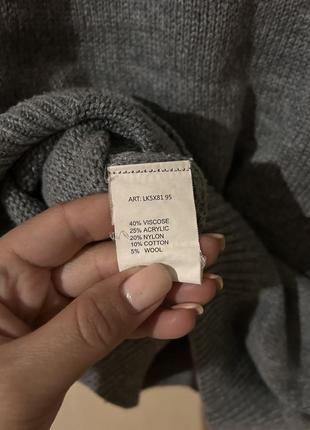 ART: LK5X81 95
40% VISCOSE
25% ACRYLIC
20% NYLON
10% COTTON
5% WOOL